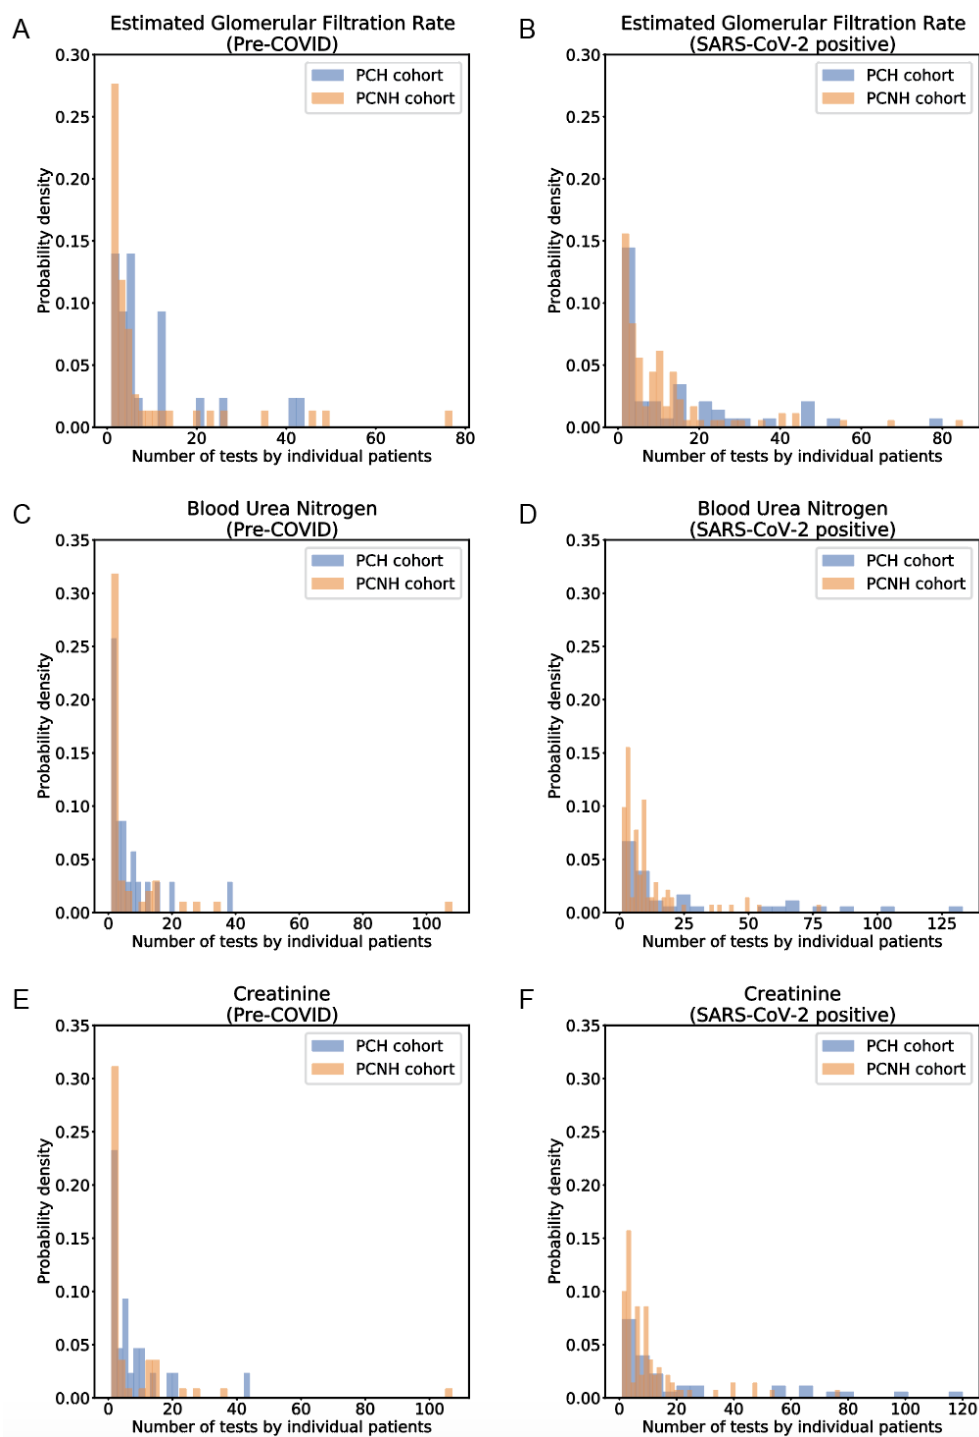 A
Estimated Glomerular Filtration Rate
(Pre-COVID)
0.30
0.25
0.20
0.15
0.10
0.05
0.00
Probability density
PCH cohort
PCNH cohort
0 20 40 60 80
Number of tests by individual patients
B
Estimated Glomerular Filtration Rate
(SARS-CoV-2 positive)
0.30
0.25
0.20
0.15
0.10
0.05
0.00
Probability density
PCH cohort
PCNH cohort
0 20 40 60 80
Number of tests by individual patients
C
Blood Urea Nitrogen
(Pre-COVID)
0.35
0.30
0.25
0.20
0.15
0.10
0.05
0.00
Probability density
PCH cohort
PCNH cohort
0 20 40 60 80 100
Number of tests by individual patients
D
Blood Urea Nitrogen
(SARS-CoV-2 positive)
0.35
0.30
0.25
0.20
0.15
0.10
0.05
0.00
Probability density
PCH cohort
PCNH cohort
0 25 50 75 100 125
Number of tests by individual patients
E
Creatinine
(Pre-COVID)
0.35
0.30
0.25
0.20
0.15
0.10
0.05
0.00
Probability density
PCH cohort
PCNH cohort
0 20 40 60 80 100
Number of tests by individual patients
F
Creatinine
(SARS-CoV-2 positive)
0.35
0.30
0.25
0.20
0.15
0.10
0.05
0.00
Probability density
PCH cohort
PCNH cohort
0 20 40 60 80 100 120
Number of tests by individual patients